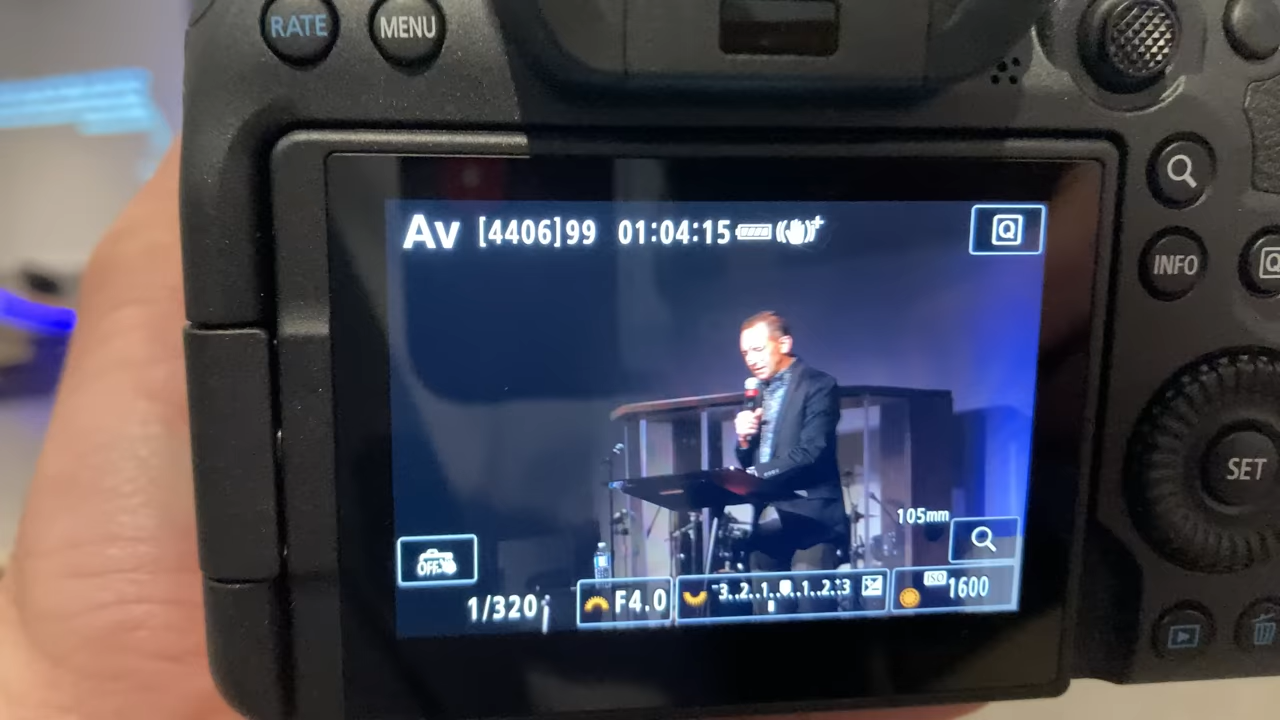 RATE MENU
Av [4406]99 01:04:15
Q
INFO
Q
SET
105mm
OFF
1/320 F4.0 -3..2..1..0..1..2..+3 ISO 1600